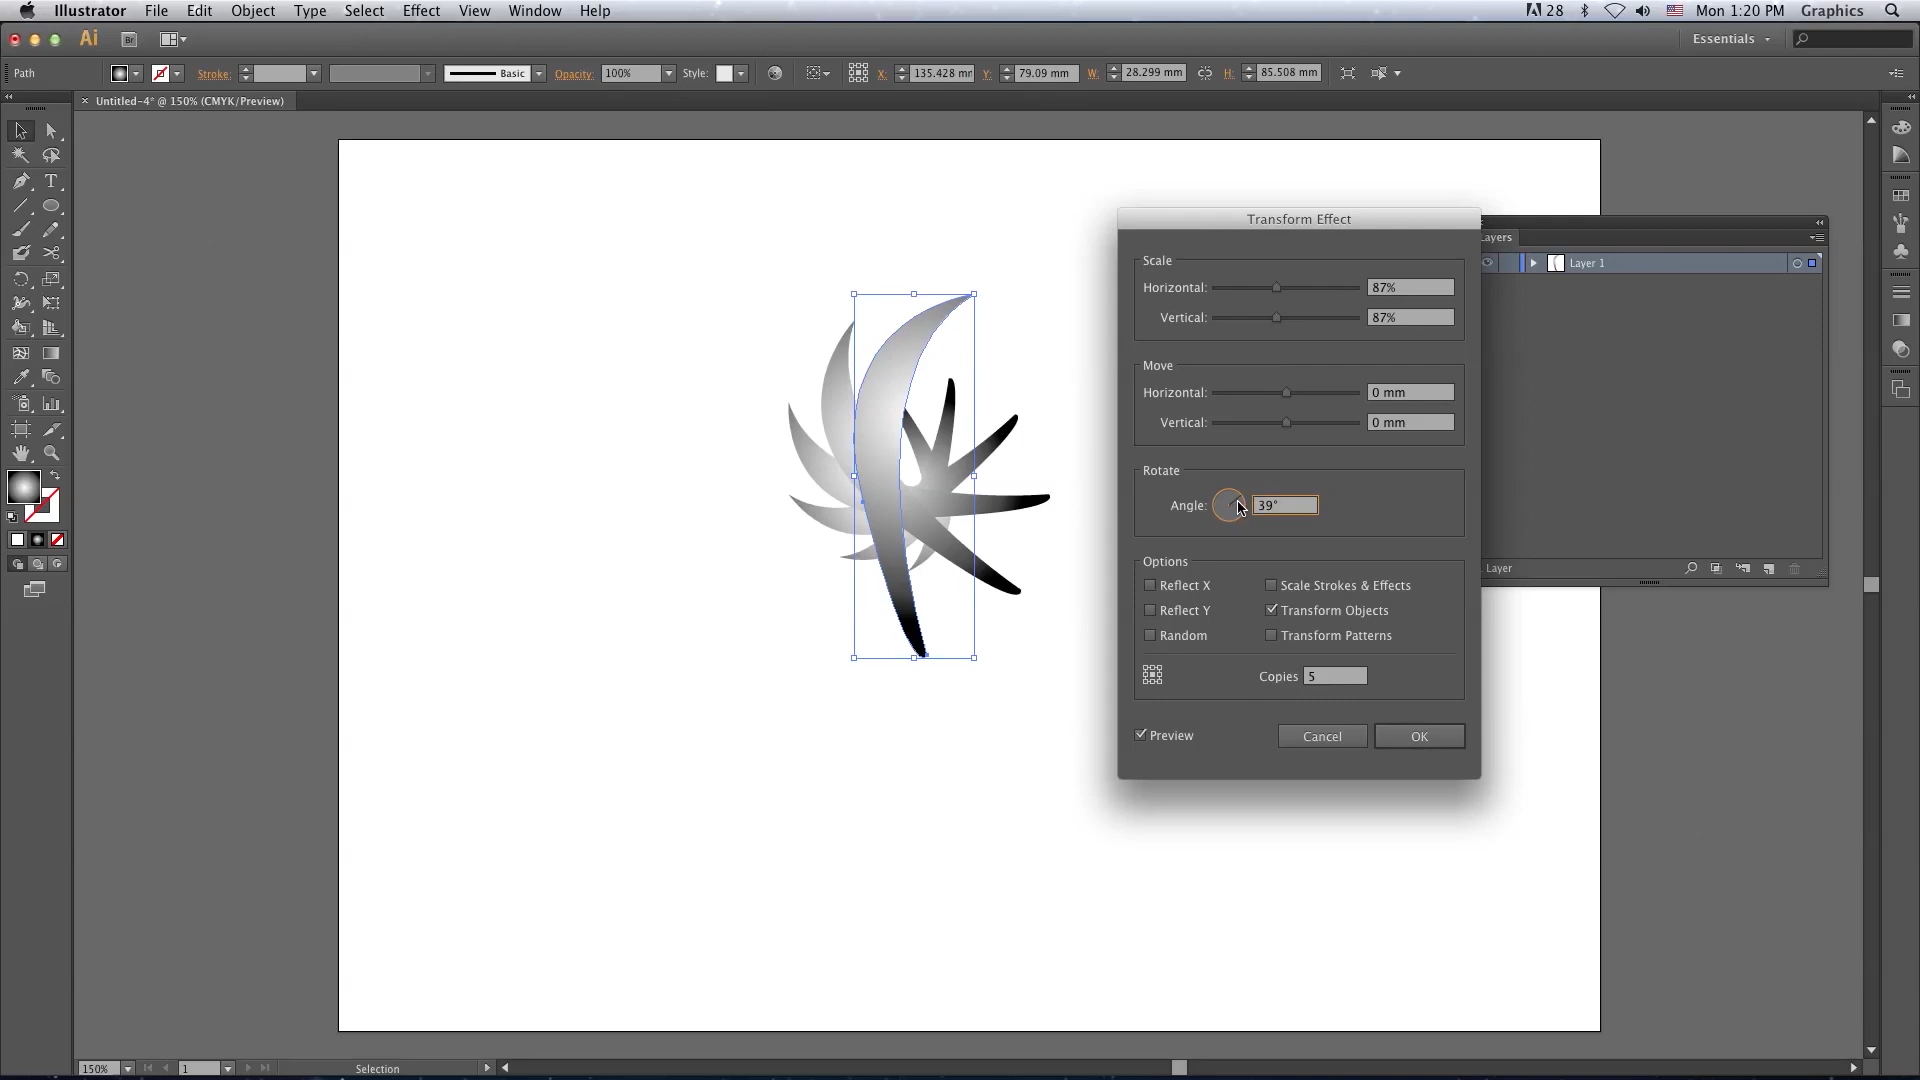 Illustrator File Edit Object Type Select Effect View Window Help 28 Mon 1:20 PM Graphics
Ai Br Essentials
Path Stroke: Basic Opacity: 100% Style: X: 135.428 mm Y: 79.09 mm W: 28.299 mm H: 85.508 mm
× Untitled-4* @ 150% (CMYK/Preview)
Transform Effect
Scale
Horizontal: 87%
Vertical: 87%
Move
Horizontal: 0 mm
Vertical: 0 mm
Rotate
Angle: 39°
Options
Reflect X Scale Strokes & Effects
Reflect Y Transform Objects
Random Transform Patterns
Copies 5
Preview Cancel OK
Layers
Layer 1
Layer
150% 1 Selection